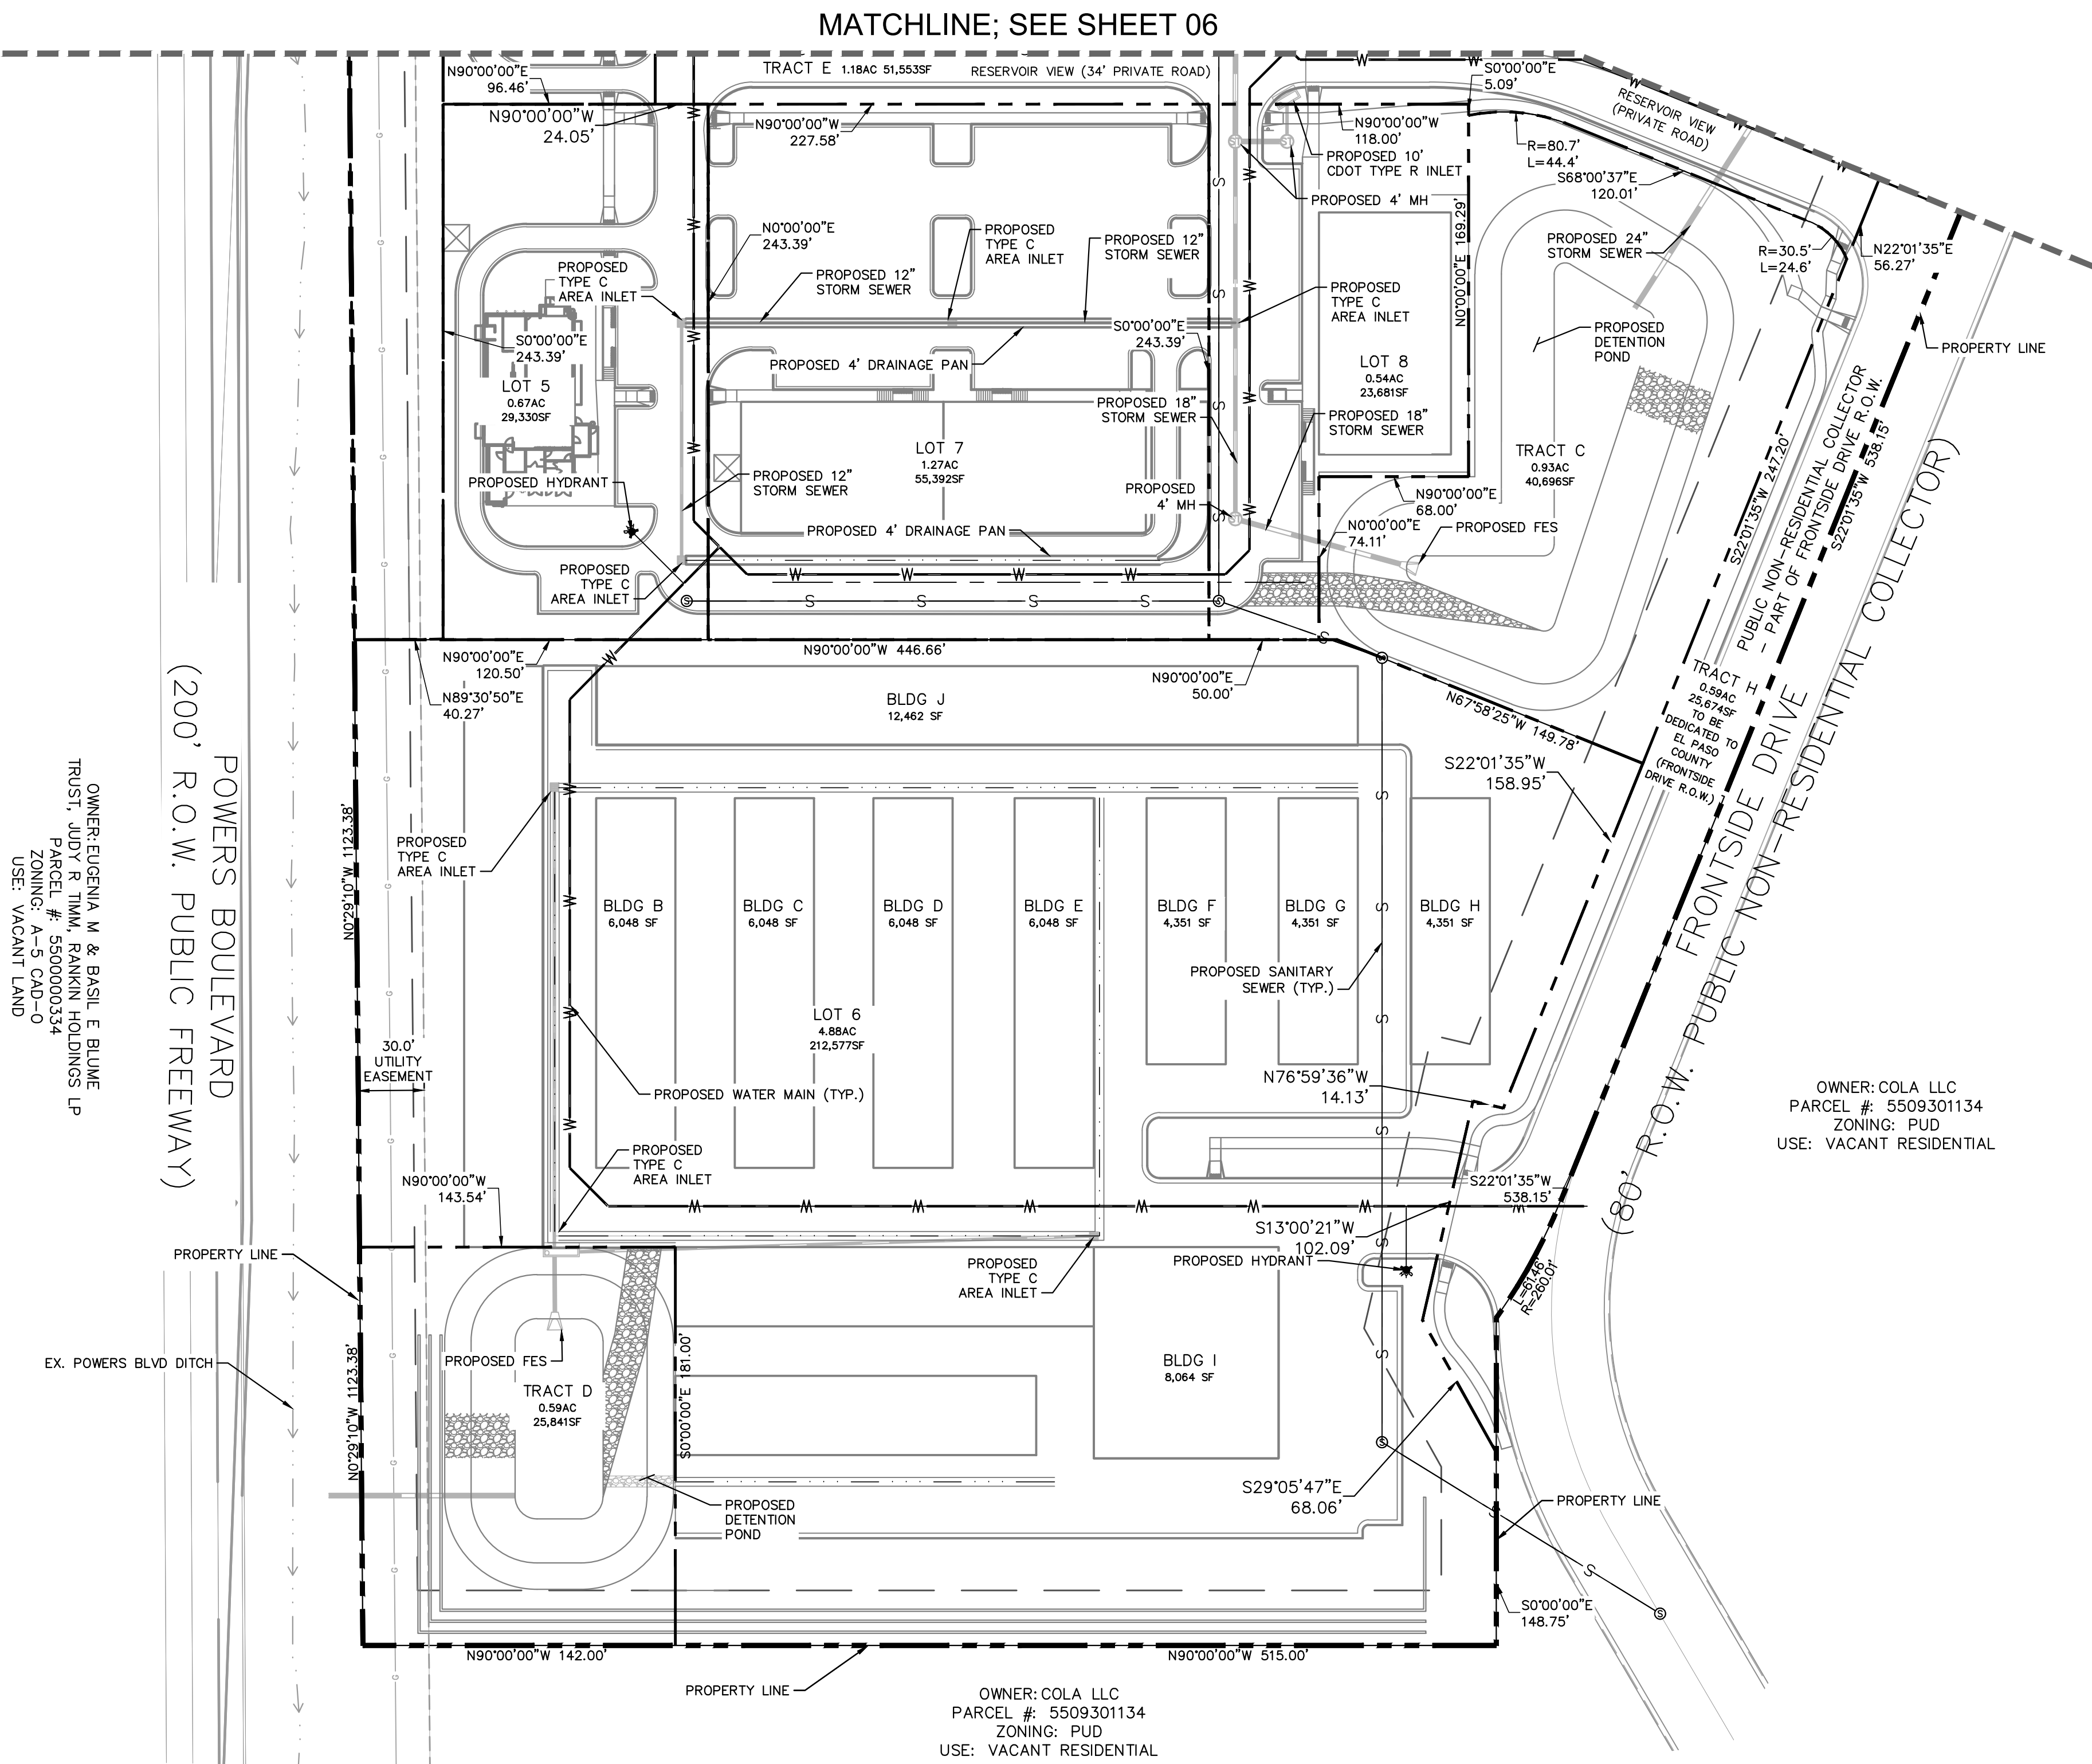 MATCHLINE; SEE SHEET 06
N90°00'00"E
96.46'
N90°00'00"W
24.05'
TRACT E 1.18AC 51,553SF
RESERVOIR VIEW (34' PRIVATE ROAD)
N90°00'00"W
227.58'
S0°00'00"E
5.09'
RESERVOIR VIEW
(PRIVATE ROAD)
N90°00'00"W
118.00'
PROPOSED 10'
CDOT TYPE R INLET
PROPOSED 4' MH
R=80.7'
L=44.4'
S68°00'37"E
120.01'
N0°00'00"E 169.29'
PROPOSED 24"
STORM SEWER
R=30.5'
L=24.6'
N22°01'35"E
56.27'
PROPERTY LINE
N0°00'00"E
243.39'
PROPOSED
TYPE C
AREA INLET
PROPOSED 12"
STORM SEWER
PROPOSED
TYPE C
AREA INLET
PROPOSED 12"
STORM SEWER
PROPOSED
TYPE C
AREA INLET
PROPOSED
DETENTION
POND
S0°00'00"E
243.39'
S0°00'00"E
243.39'
PROPOSED 4' DRAINAGE PAN
LOT 5
0.67AC
29,330SF
LOT 8
0.54AC
23,681SF
PROPOSED 18"
STORM SEWER
PROPOSED 18"
STORM SEWER
LOT 7
1.27AC
55,392SF
TRACT C
0.93AC
40,696SF
PROPOSED HYDRANT
PROPOSED 12"
STORM SEWER
PROPOSED
4' MH
N90°00'00"E
68.00'
N0°00'00"E
74.11'
PROPOSED FES
PROPOSED 4' DRAINAGE PAN
PROPOSED
TYPE C
AREA INLET
S22°01'35"W 247.20'
PUBLIC NON-RESIDENTIAL COLLECTOR
- PART OF FRONTSIDE DRIVE R.O.W.
S22°01'35"W 538.15'
N90°00'00"E
120.50'
N90°00'00"W 446.66'
N90°00'00"E
50.00'
N89°30'50"E
40.27'
N67°58'25"W 149.78'
TRACT H
0.59AC
25,674SF
TO BE
DEDICATED TO
EL PASO
COUNTY
(FRONTSIDE
DRIVE R.O.W.)
FRONTSIDE DRIVE
(80' R.O.W. PUBLIC NON-RESIDENTIAL COLLECTOR)
BLDG J
12,462 SF
S22°01'35"W
158.95'
POWERS BOULEVARD
(200' R.O.W. PUBLIC FREEWAY)
OWNER: EUGENIA M & BASIL E BLUME
TRUST, JUDY R TIMM, RANKIN HOLDINGS LP
PARCEL #: 5500000334
ZONING: A-5 CAD-O
USE: VACANT LAND
N0°29'10"W 1123.38'
PROPOSED
TYPE C
AREA INLET
BLDG B
6,048 SF
BLDG C
6,048 SF
BLDG D
6,048 SF
BLDG E
6,048 SF
BLDG F
4,351 SF
BLDG G
4,351 SF
BLDG H
4,351 SF
PROPOSED SANITARY
SEWER (TYP.)
LOT 6
4.88AC
212,577SF
30.0'
UTILITY
EASEMENT
PROPOSED WATER MAIN (TYP.)
N76°59'36"W
14.13'
OWNER: COLA LLC
PARCEL #: 5509301134
ZONING: PUD
USE: VACANT RESIDENTIAL
PROPOSED
TYPE C
AREA INLET
N90°00'00"W
143.54'
S22°01'35"W
538.15'
S13°00'21"W
102.09'
PROPERTY LINE
PROPOSED HYDRANT
PROPOSED
TYPE C
AREA INLET
L=61.46'
R=260.01'
EX. POWERS BLVD DITCH
N0°29'10"W 1123.38'
PROPOSED FES
TRACT D
0.59AC
25,841SF
S0°00'00"E 181.00'
BLDG I
8,064 SF
S29°05'47"E
68.06'
PROPERTY LINE
PROPOSED
DETENTION
POND
S0°00'00"E
148.75'
N90°00'00"W 142.00'
N90°00'00"W 515.00'
PROPERTY LINE
OWNER: COLA LLC
PARCEL #: 5509301134
ZONING: PUD
USE: VACANT RESIDENTIAL